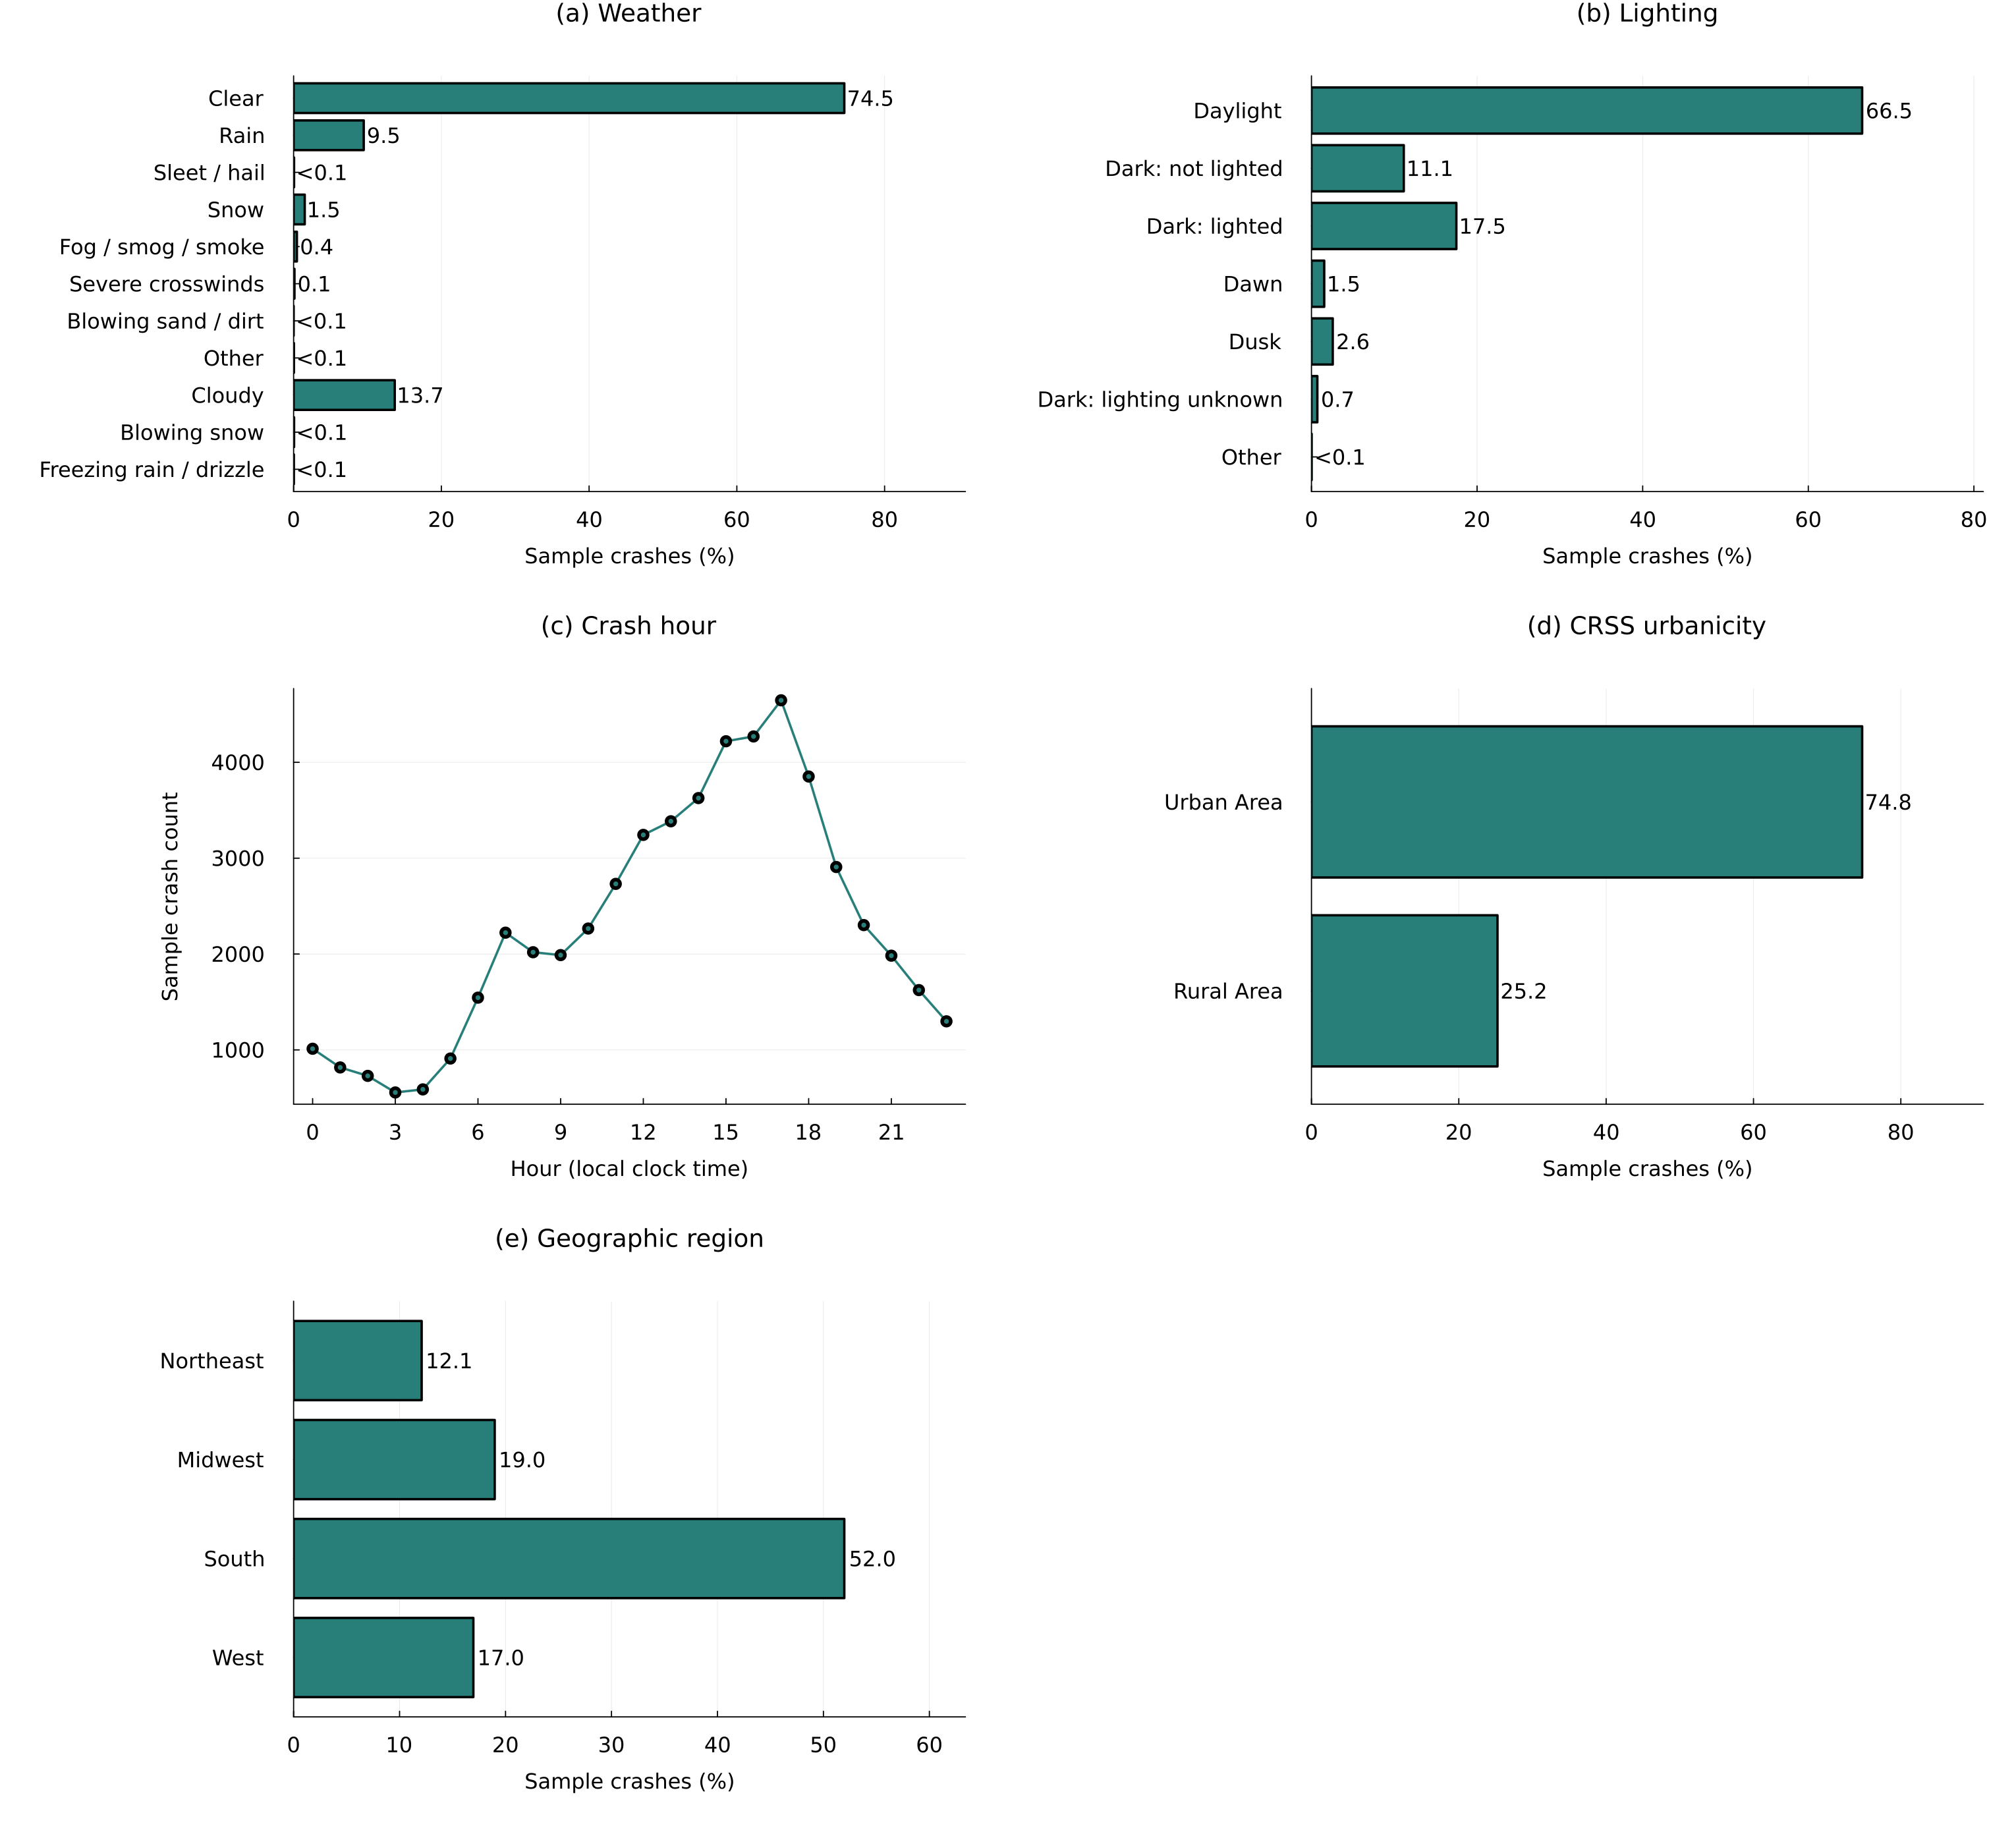 (a) Weather
Clear
74.5
Rain
9.5
Sleet / hail
<0.1
Snow
1.5
Fog / smog / smoke
0.4
Severe crosswinds
0.1
Blowing sand / dirt
<0.1
Other
<0.1
Cloudy
13.7
Blowing snow
<0.1
Freezing rain / drizzle
<0.1
0 20 40 60 80
Sample crashes (%)
(b) Lighting
Daylight
66.5
Dark: not lighted
11.1
Dark: lighted
17.5
Dawn
1.5
Dusk
2.6
Dark: lighting unknown
0.7
Other
<0.1
0 20 40 60 80
Sample crashes (%)
(c) Crash hour
Sample crash count
4000
3000
2000
1000
0 3 6 9 12 15 18 21
Hour (local clock time)
(d) CRSS urbanicity
Urban Area
74.8
Rural Area
25.2
0 20 40 60 80
Sample crashes (%)
(e) Geographic region
Northeast
12.1
Midwest
19.0
South
52.0
West
17.0
0 10 20 30 40 50 60
Sample crashes (%)